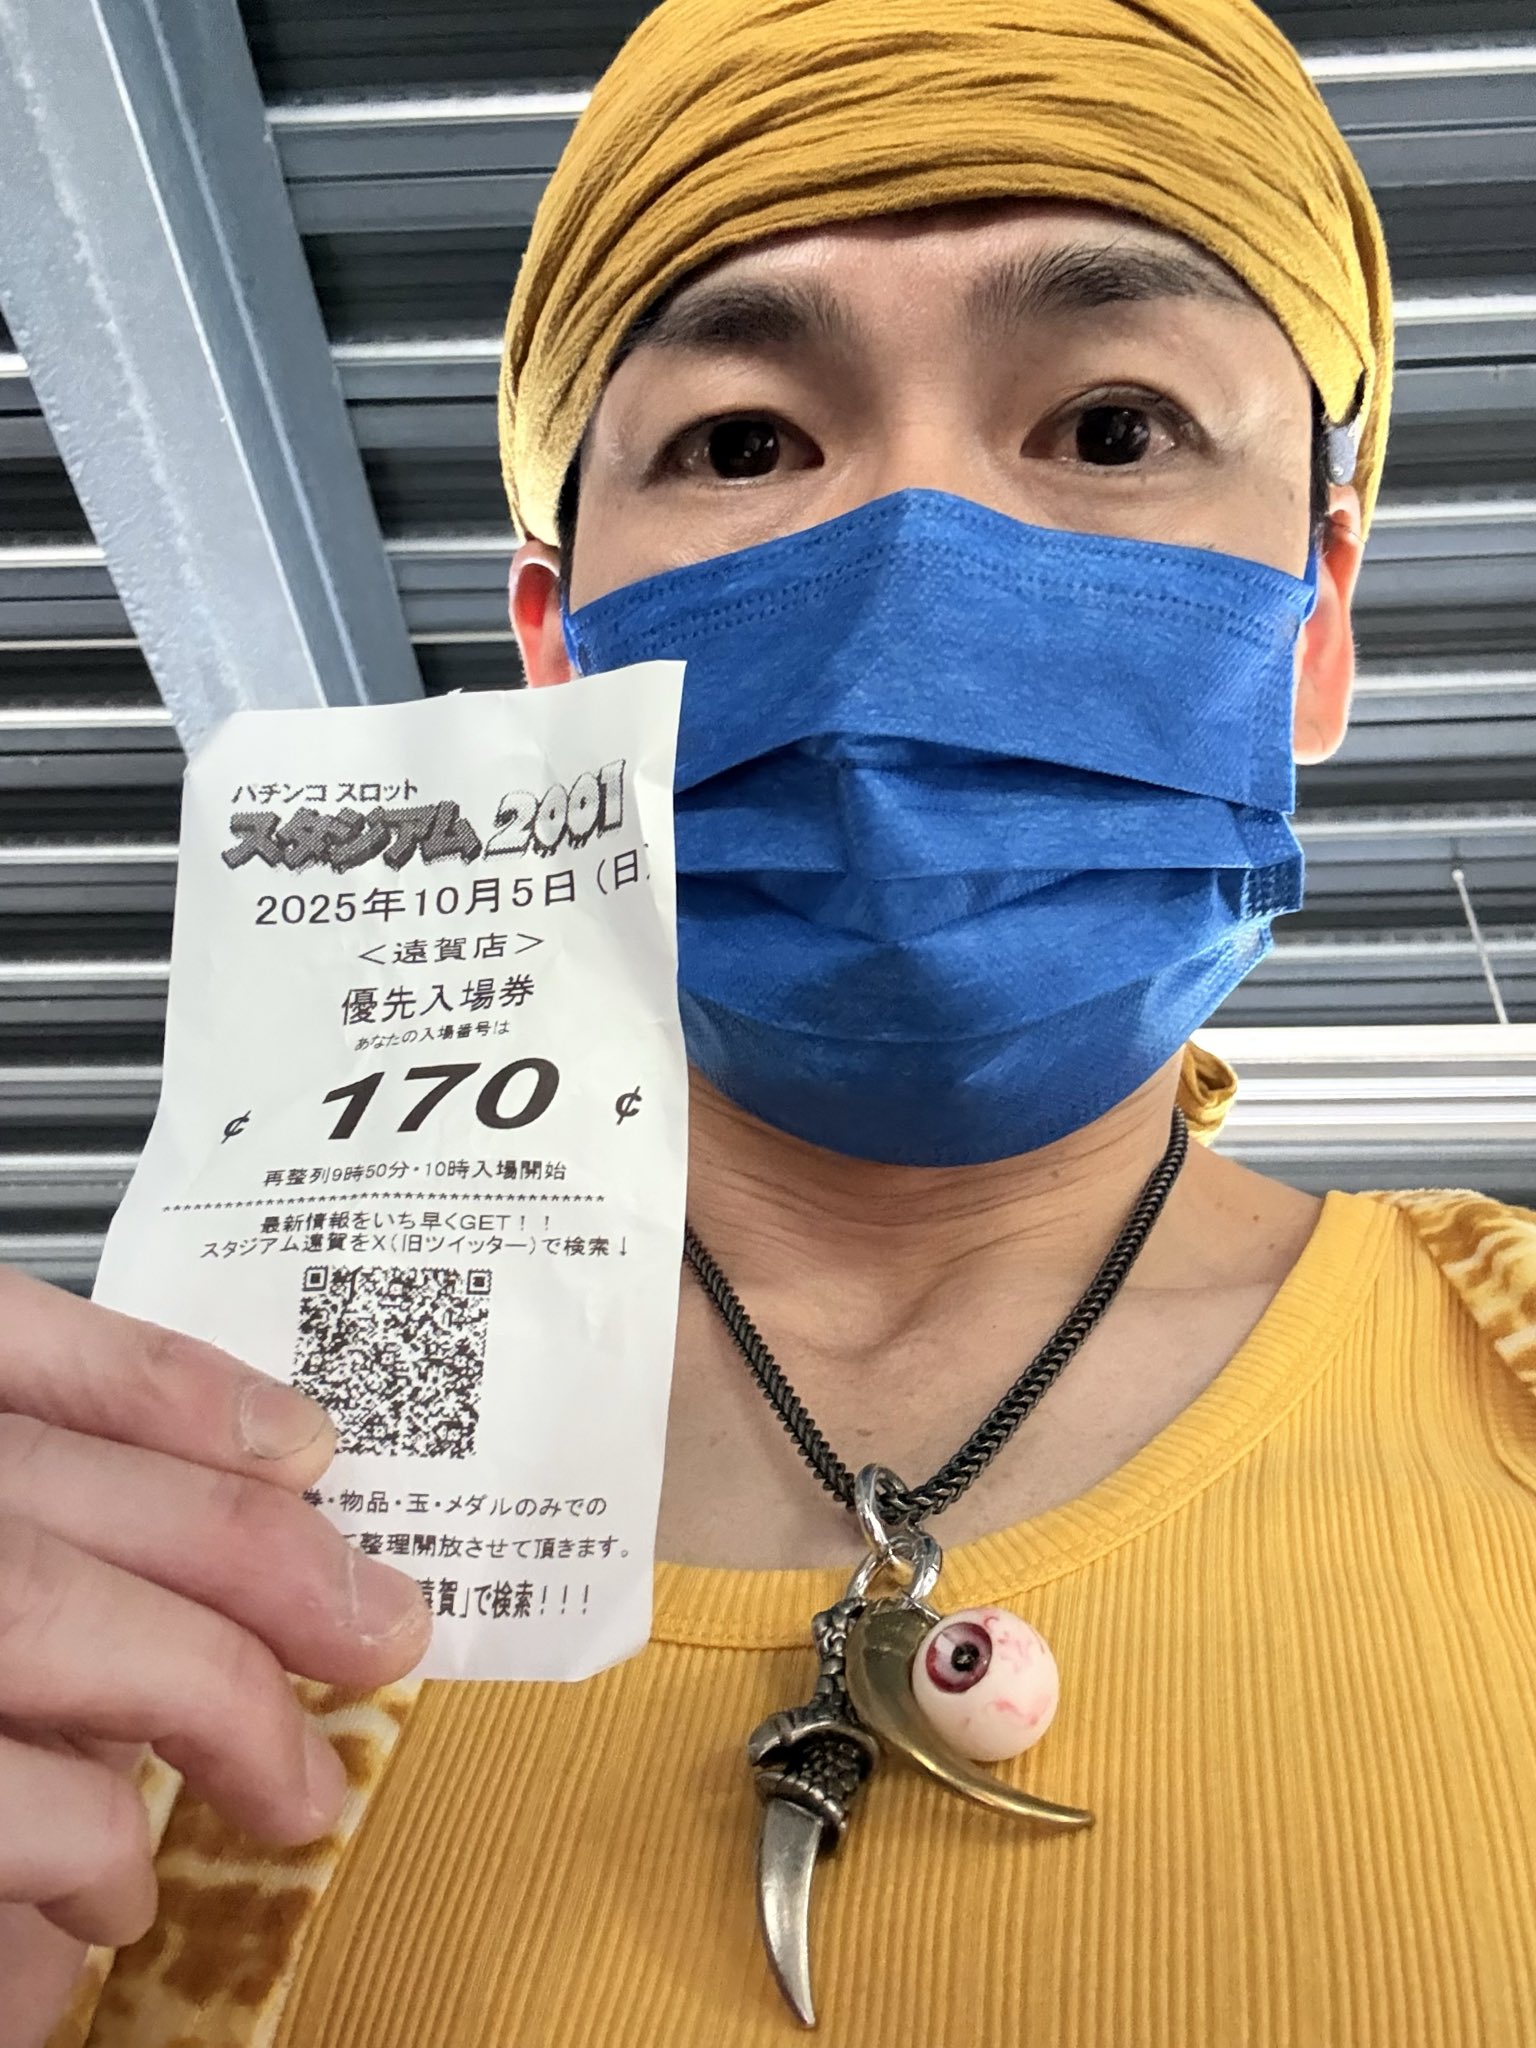 パチンコ スロット
スタジアム2001
2025年10月5日(日)
＜遠賀店＞
優先入場券
あなたの入場番号は
¢ 170 ¢
再整列9時50分・10時入場開始
****************************************
最新情報をいち早くGET！！
スタジアム遠賀をX(旧ツイッター)で検索↓
券・物品・玉・メダルのみでの
整理開放させて頂きます。
遠賀」で検索！！！